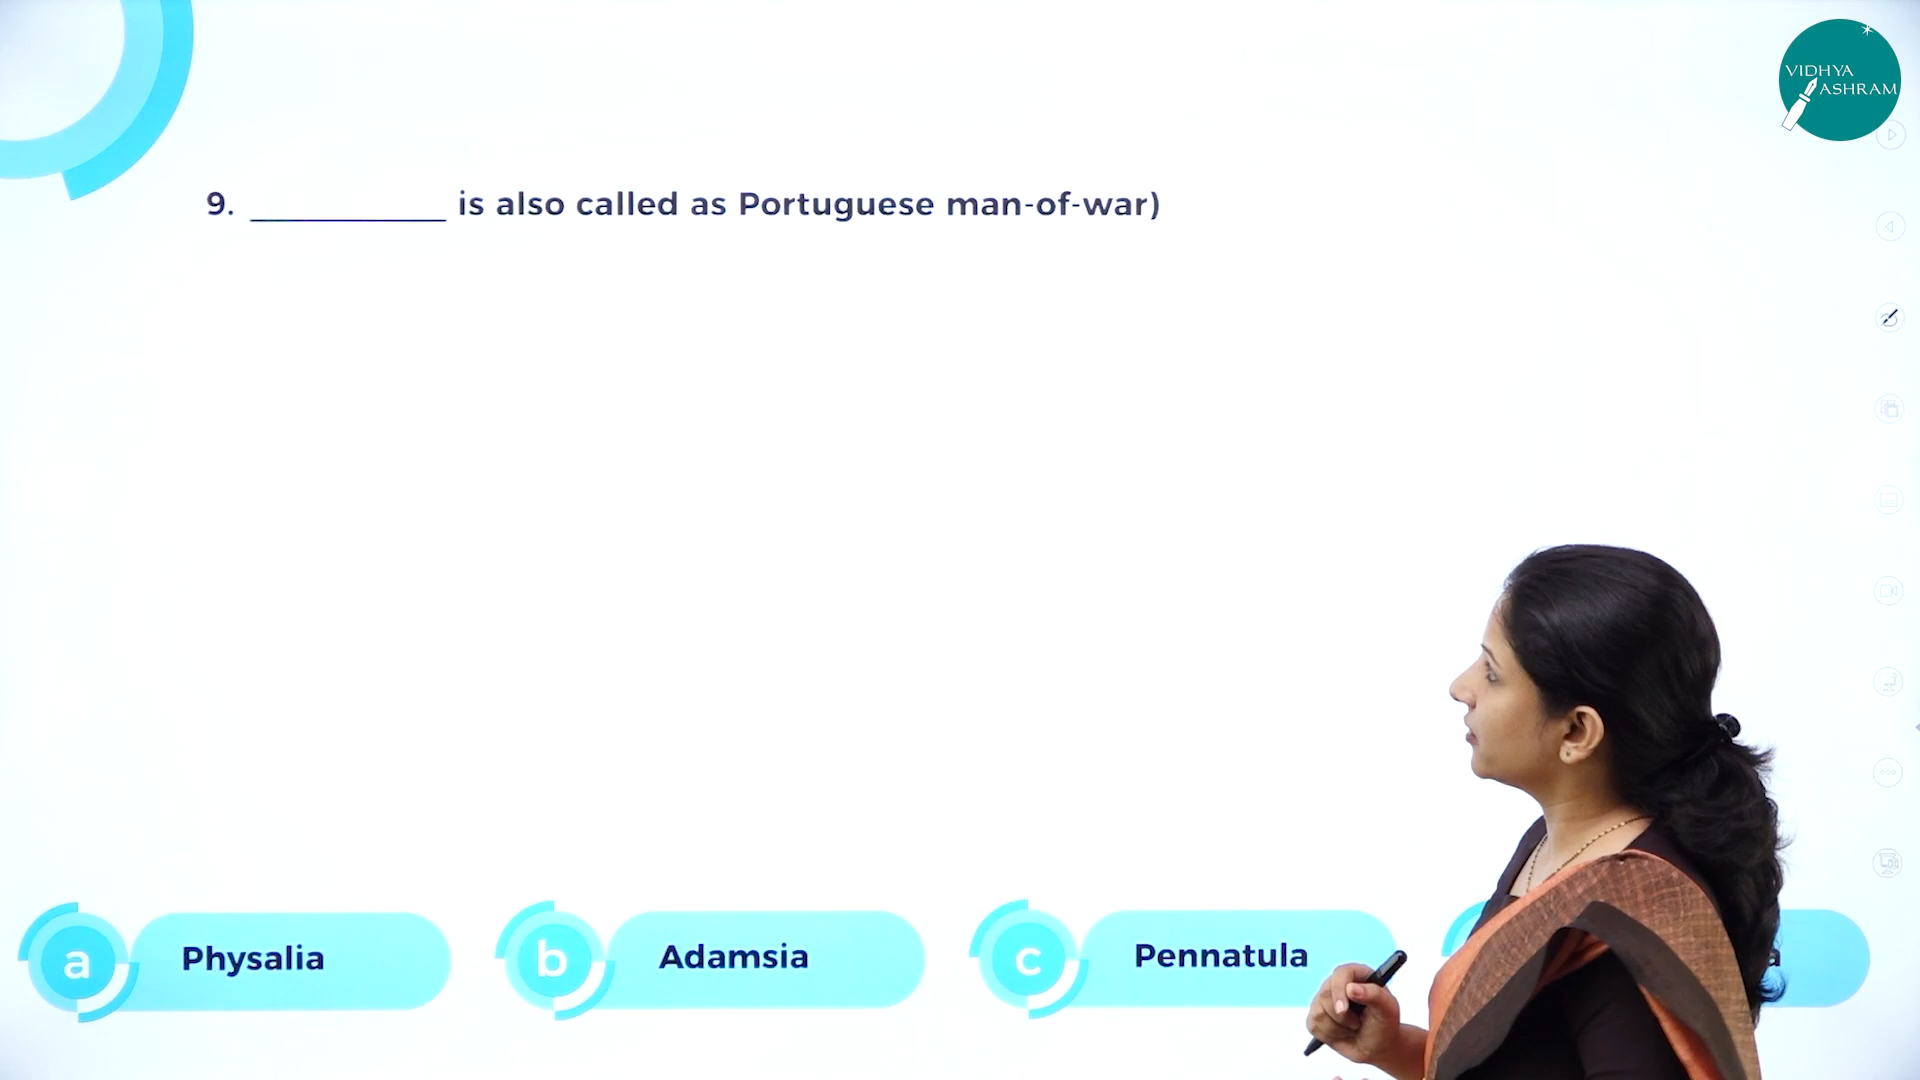 VIDHYA
ASHRAM
9. ___________ is also called as Portuguese man-of-war)
a Physalia
b Adamsia
c Pennatula